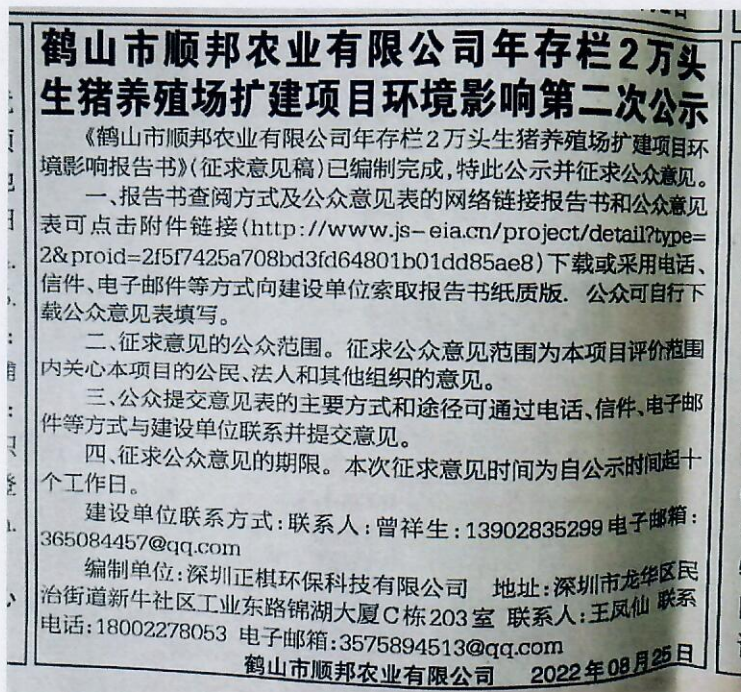 鹤山市顺邦农业有限公司年存栏2万头
生猪养殖场扩建项目环境影响第二次公示
《鹤山市顺邦农业有限公司年存栏2万头生猪养殖场扩建项目环
境影响报告书》(征求意见稿)已编制完成,特此公示并征求公众意见。
一、报告书查阅方式及公众意见表的网络链接报告书和公众意见
表可点击附件链接(http://www.js-eia.cn/project/detail?type=
2&proid=2f5f7425a708bd3fd64801b01dd85ae8)下载或采用电话、
信件、电子邮件等方式向建设单位索取报告书纸质版. 公众可自行下
载公众意见表填写。
二、征求意见的公众范围。征求公众意见范围为本项目评价范围
内关心本项目的公民、法人和其他组织的意见。
三、公众提交意见表的主要方式和途径可通过电话、信件、电子邮
件等方式与建设单位联系并提交意见。
四、征求公众意见的期限。本次征求意见时间为自公示时间起十
个工作日。
建设单位联系方式:联系人:曾祥生:13902835299 电子邮箱:
365084457@qq.com
编制单位:深圳正棋环保科技有限公司 地址:深圳市龙华区民
治街道新牛社区工业东路锦湖大厦C栋203室 联系人:王凤仙 联系
电话:18002278053 电子邮箱:3575894513@qq.com
鹤山市顺邦农业有限公司 2022年08月25日